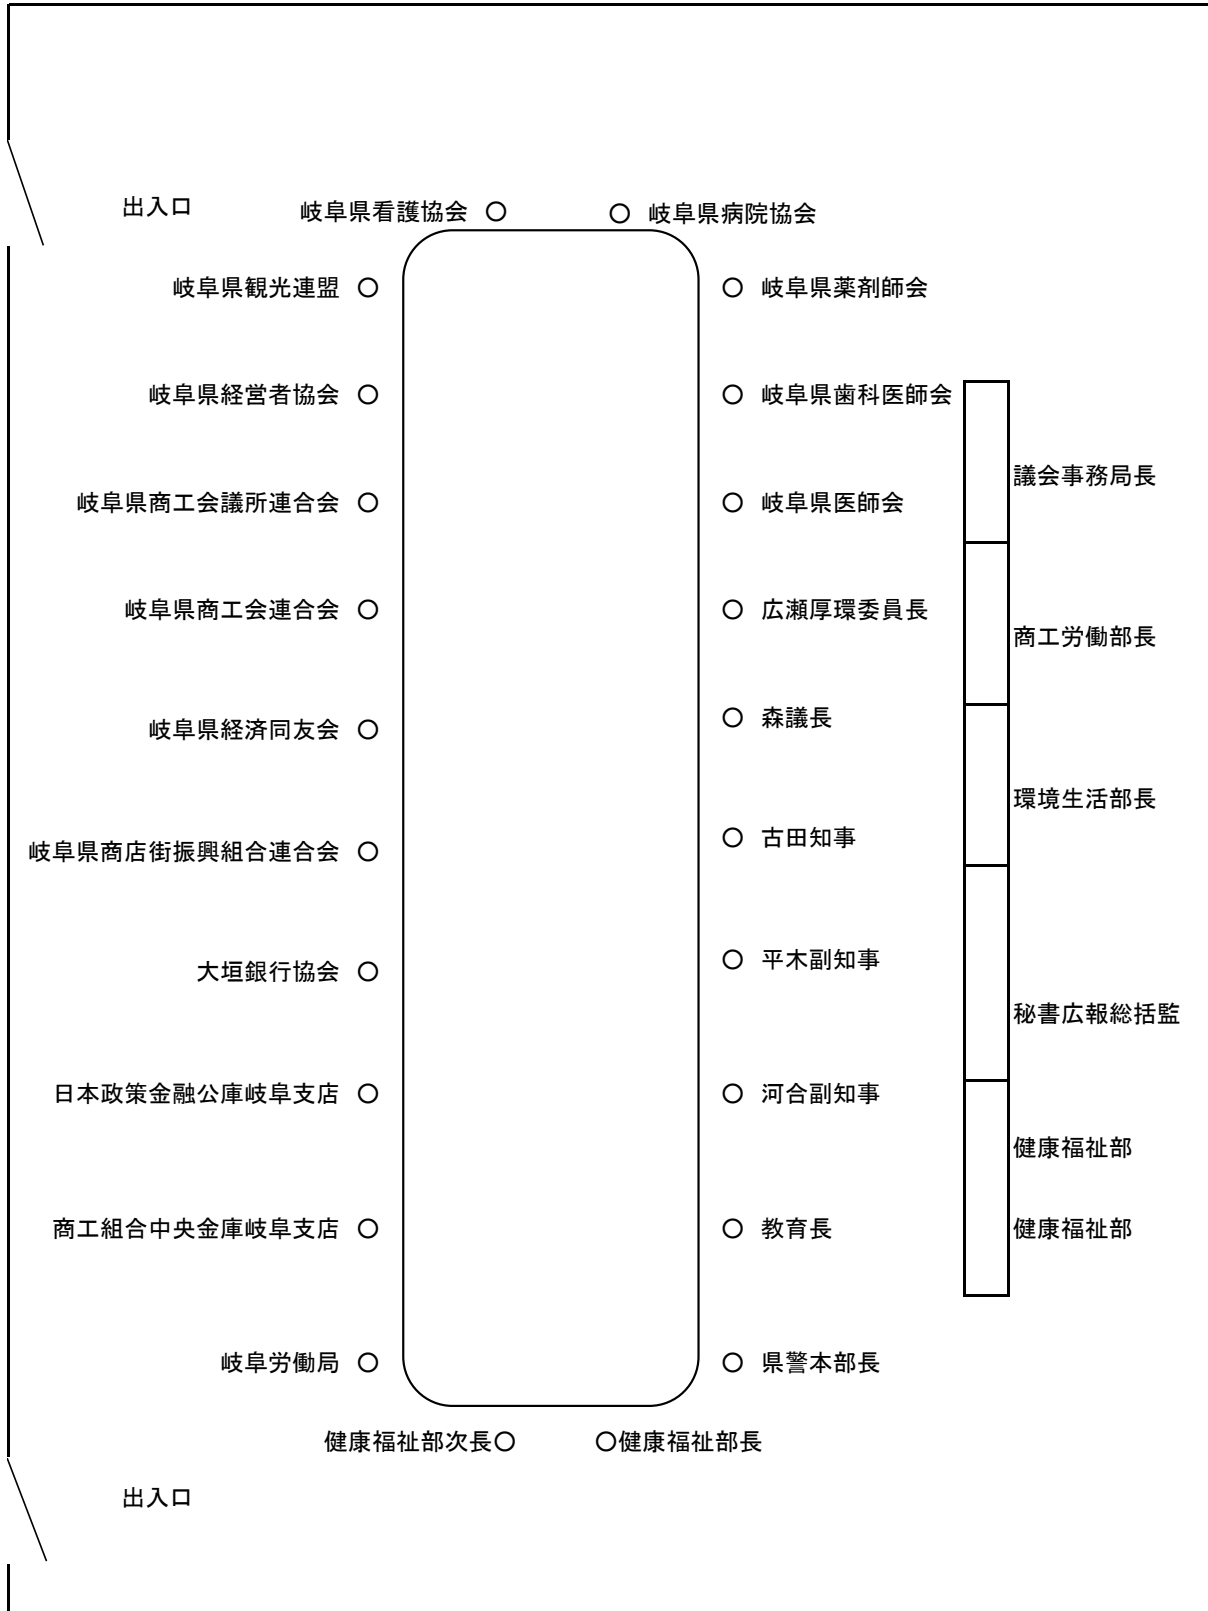 出入口
岐阜県看護協会 ○
○ 岐阜県病院協会
岐阜県観光連盟 ○
○ 岐阜県薬剤師会
岐阜県経営者協会 ○
○ 岐阜県歯科医師会
議会事務局長
岐阜県商工会議所連合会 ○
○ 岐阜県医師会
岐阜県商工会連合会 ○
○ 広瀬厚環委員長
商工労働部長
岐阜県経済同友会 ○
○ 森議長
環境生活部長
岐阜県商店街振興組合連合会 ○
○ 古田知事
大垣銀行協会 ○
○ 平木副知事
秘書広報総括監
日本政策金融公庫岐阜支店 ○
○ 河合副知事
健康福祉部
商工組合中央金庫岐阜支店 ○
○ 教育長
健康福祉部
岐阜労働局 ○
○ 県警本部長
健康福祉部次長○
○健康福祉部長
出入口